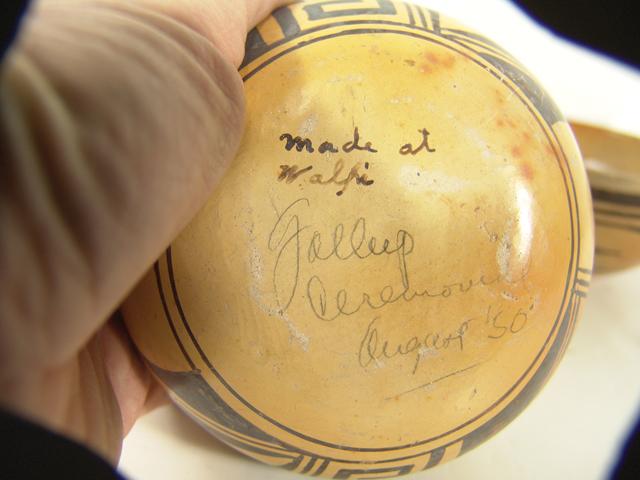 made at
Walpi
Gallup
Ceremonial
August '50